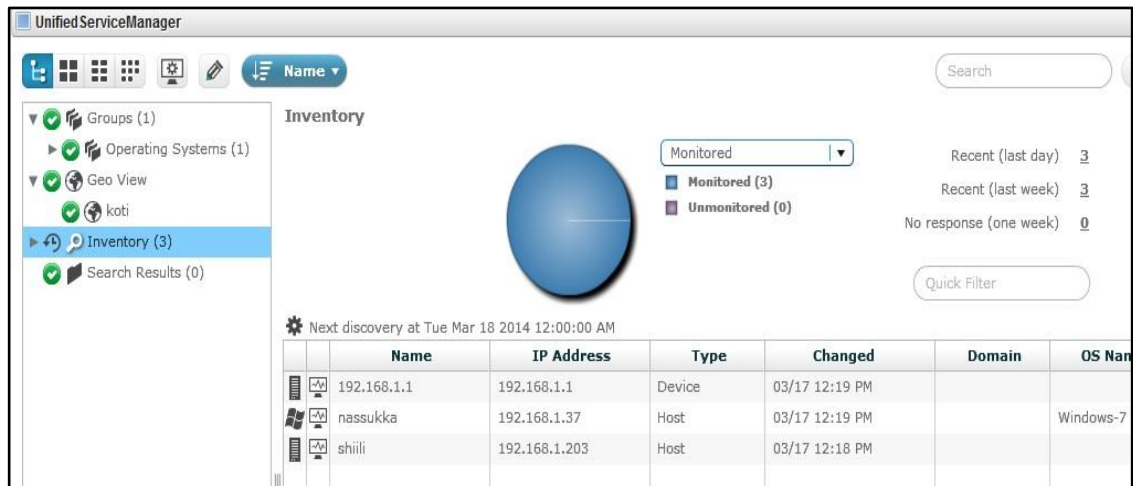 UnifiedServiceManager
Name
Search
Groups (1)
Operating Systems (1)
Geo View
koti
Inventory (3)
Search Results (0)
Inventory
Monitored
Monitored (3)
Unmonitored (0)
Recent (last day) 3
Recent (last week) 3
No response (one week) 0
Quick Filter
Next discovery at Tue Mar 18 2014 12:00:00 AM
Name IP Address Type Changed Domain OS Nan
192.168.1.1 192.168.1.1 Device 03/17 12:19 PM
nassukka 192.168.1.37 Host 03/17 12:19 PM Windows-7
shiili 192.168.1.203 Host 03/17 12:18 PM